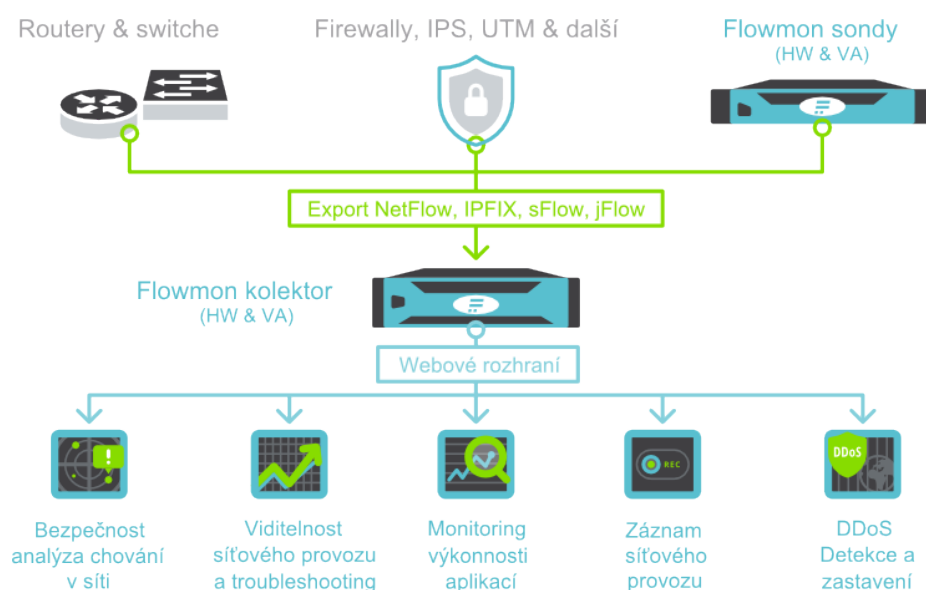 Routery & switche
Firewally, IPS, UTM & další
Flowmon sondy
(HW & VA)
Export NetFlow, IPFIX, sFlow, jFlow
Flowmon kolektor
(HW & VA)
Webové rozhraní
!
REC
DDoS
Bezpečnost
analýza chování
v síti
Viditelnost
síťového provozu
a troubleshooting
Monitoring
výkonnosti
aplikací
Záznam
síťového
provozu
DDoS
Detekce a
zastavení